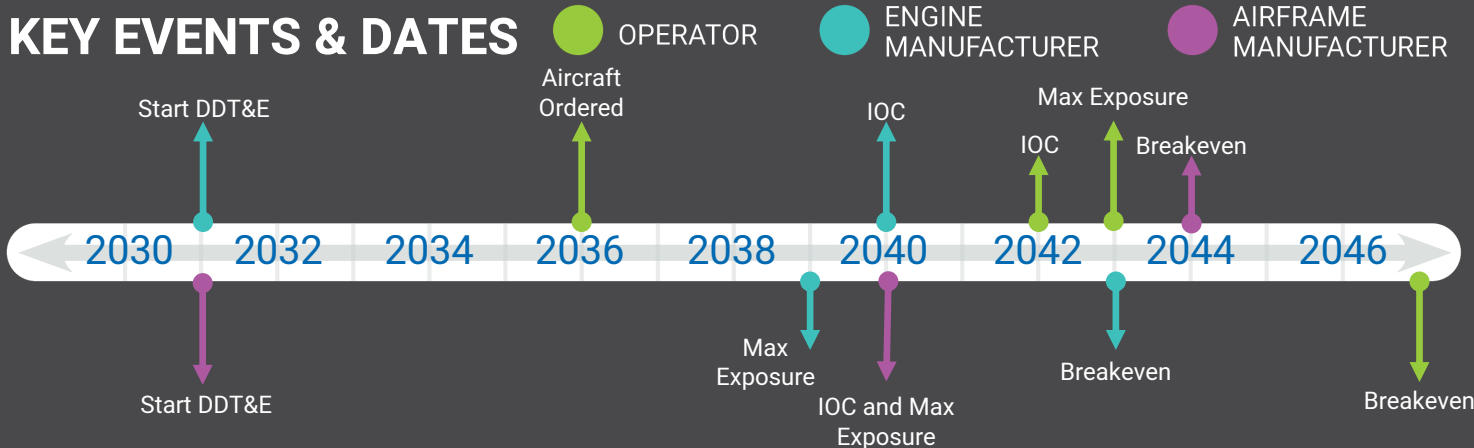 KEY EVENTS & DATES
OPERATOR
ENGINE
MANUFACTURER
AIRFRAME
MANUFACTURER
Start DDT&E
Aircraft
Ordered
IOC
IOC
Max Exposure
Breakeven
2030 2032 2034 2036 2038 2040 2042 2044 2046
Start DDT&E
Max
Exposure
IOC and Max
Exposure
Breakeven
Breakeven